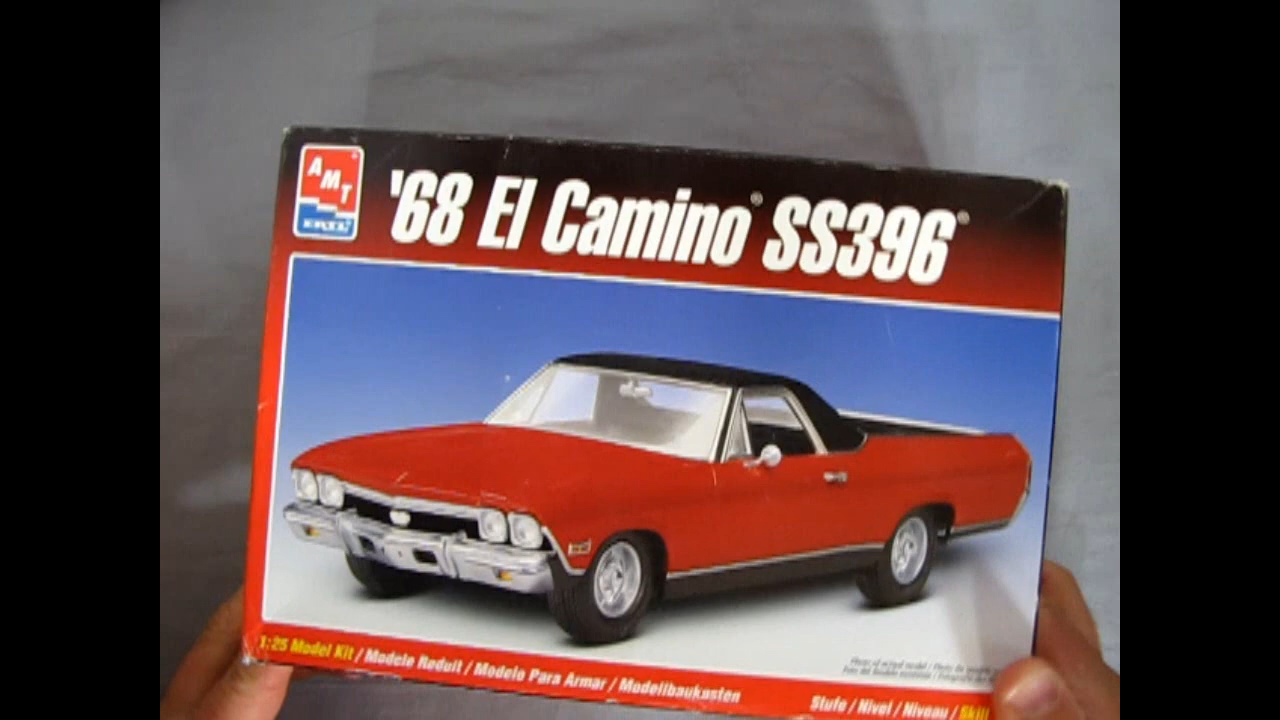 AMT
ERTL
'68 El Camino® SS396®
1:25 Model Kit / Modele Reduit / Modelo Para Armar / Modellbaukasten
Stufe / Nivel / Niveau / Skill